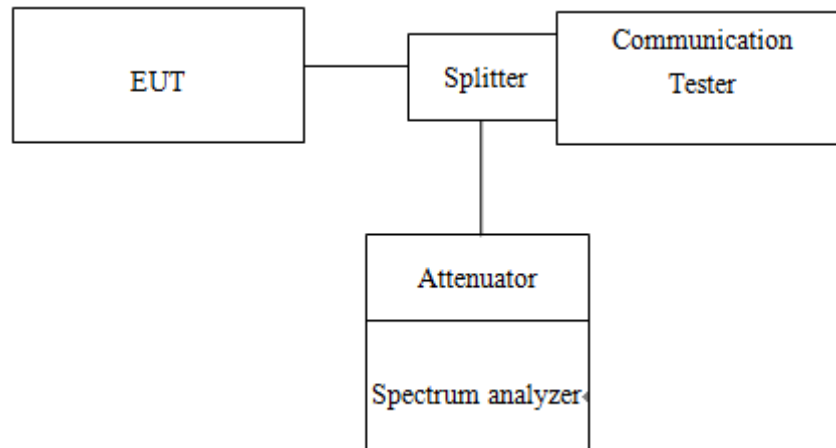 EUT
Splitter
Communication
Tester
Attenuator
Spectrum analyzer